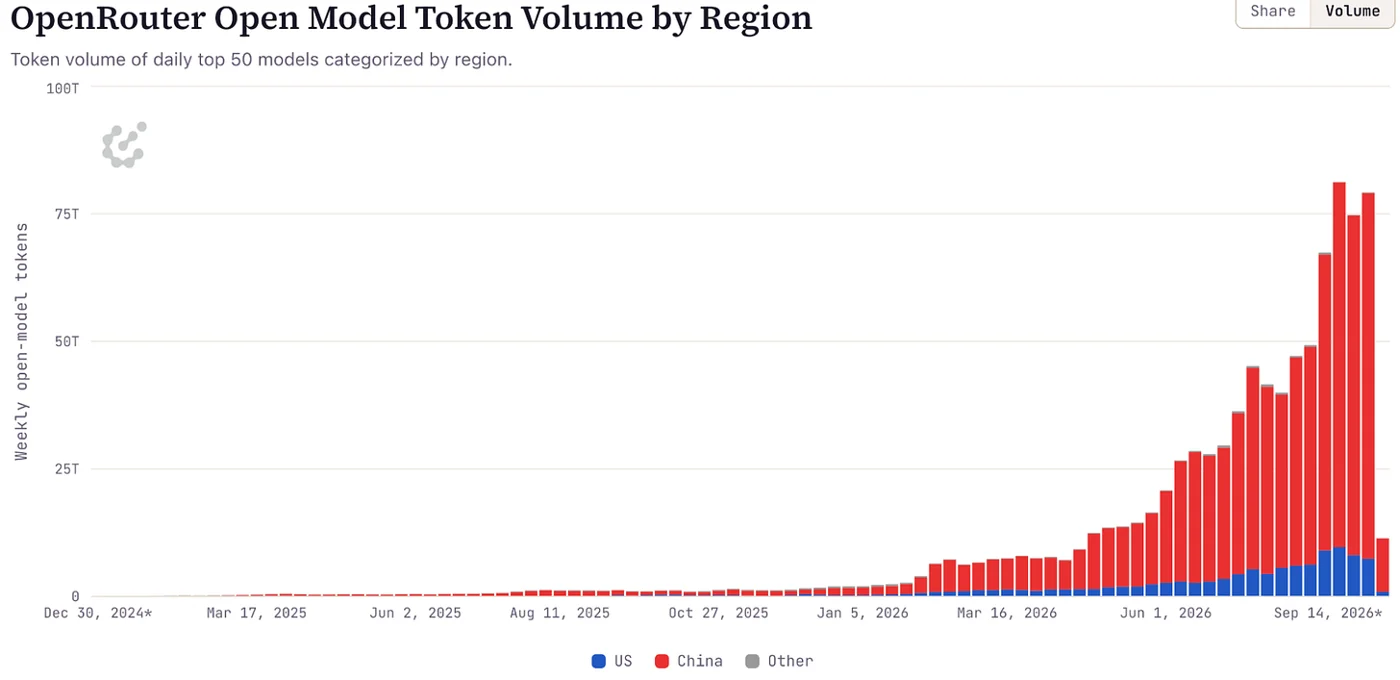 OpenRouter Open Model Token Volume by Region
Share Volume
Token volume of daily top 50 models categorized by region.
Weekly open-model tokens
100T
75T
50T
25T
0
Dec 30, 2024* Mar 17, 2025 Jun 2, 2025 Aug 11, 2025 Oct 27, 2025 Jan 5, 2026 Mar 16, 2026 Jun 1, 2026 Sep 14, 2026*
US China Other